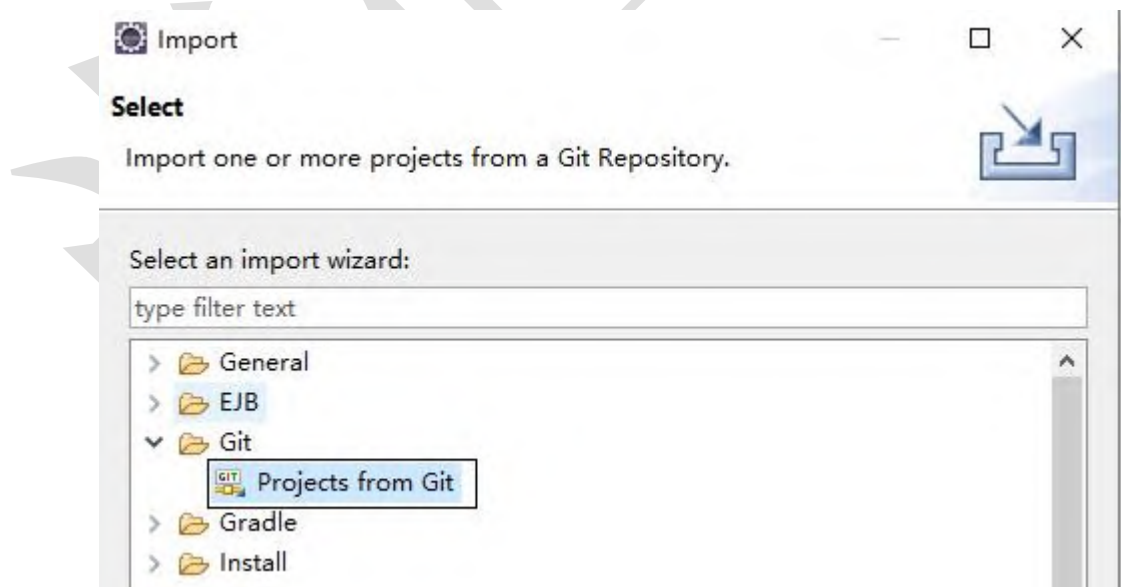 Import
Select
Import one or more projects from a Git Repository.
Select an import wizard:
type filter text
General
EJB
Git
GIT Projects from Git
Gradle
Install